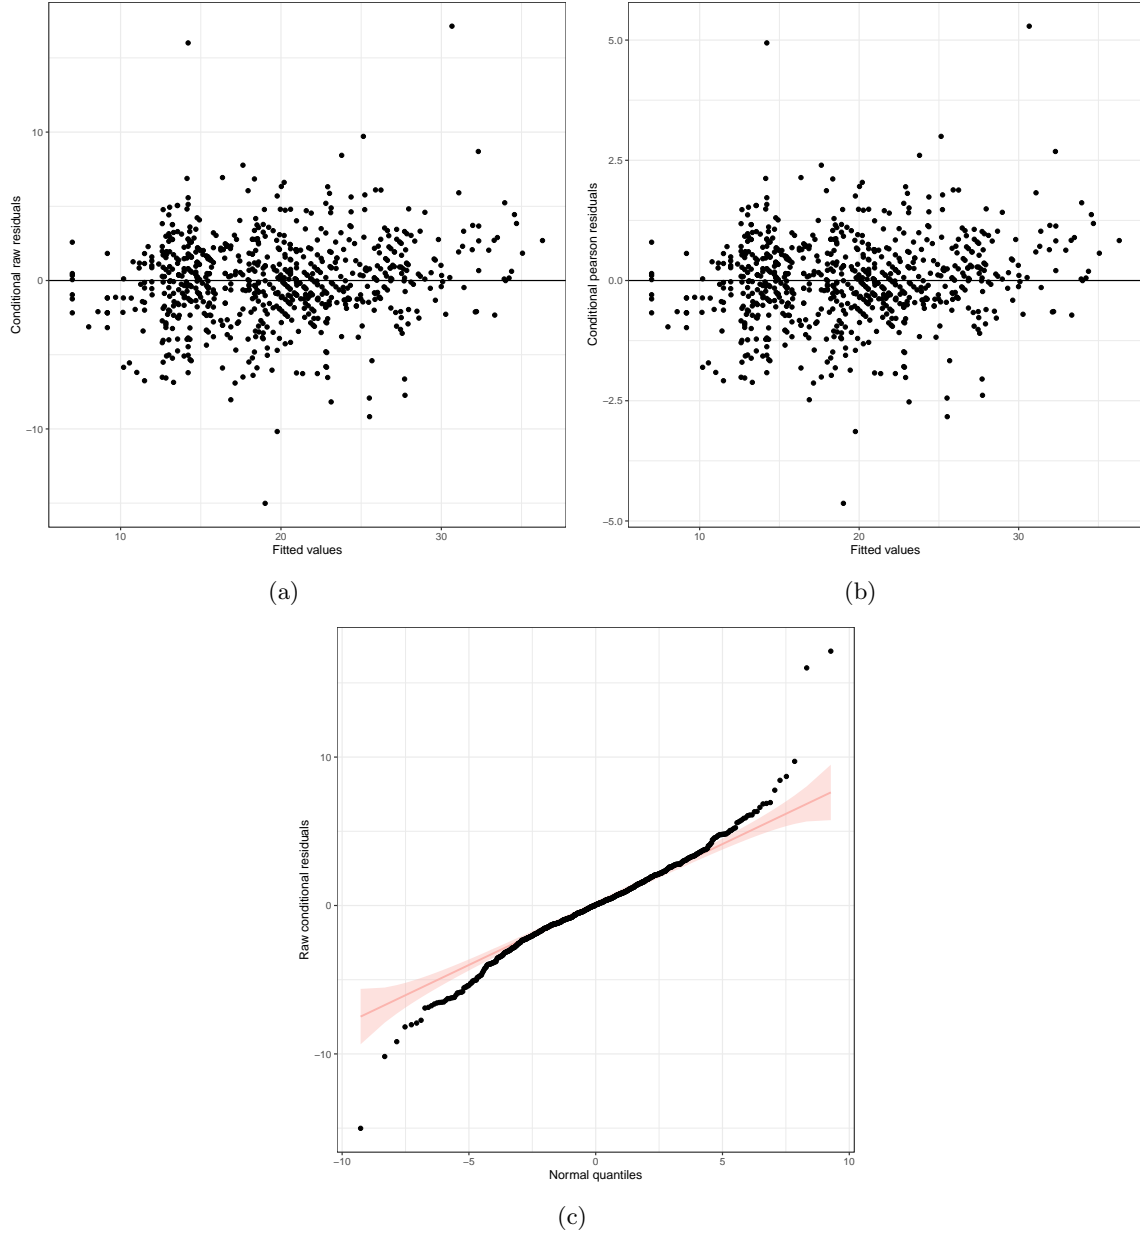 Conditional raw residuals
10
0
−10
10
20
30
Fitted values
(a)
Conditional pearson residuals
5.0
2.5
0.0
−2.5
−5.0
10
20
30
Fitted values
(b)
Raw conditional residuals
10
0
−10
−10
−5
0
5
10
Normal quantiles
(c)